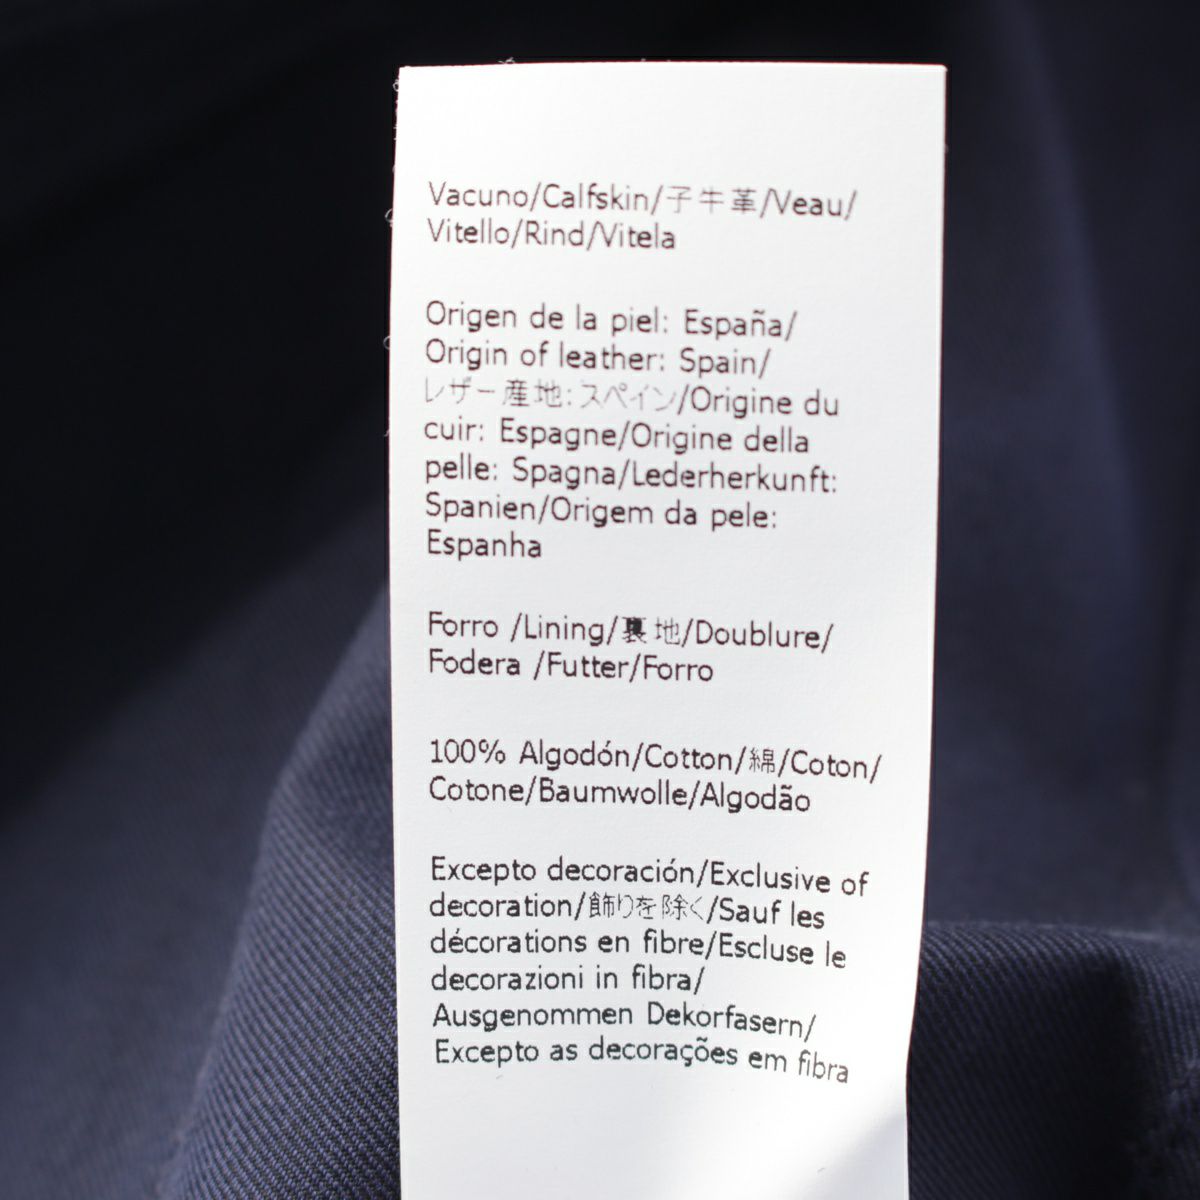 Vacuno/Calfskin/子牛革/Veau/
Vitello/Rind/Vitela
Origen de la piel: España/
Origin of leather: Spain/
レザー産地:スペイン/Origine du
cuir: Espagne/Origine della
pelle: Spagna/Lederherkunft:
Spanien/Origem da pele:
Espanha
Forro /Lining/裏地/Doublure/
Fodera /Futter/Forro
100% Algodón/Cotton/綿/Coton/
Cotone/Baumwolle/Algodão
Excepto decoración/Exclusive of
decoration/飾りを除く/Sauf les
décorations en fibre/Escluse le
decorazioni in fibra/
Ausgenommen Dekorfasern/
Excepto as decorações em fibra